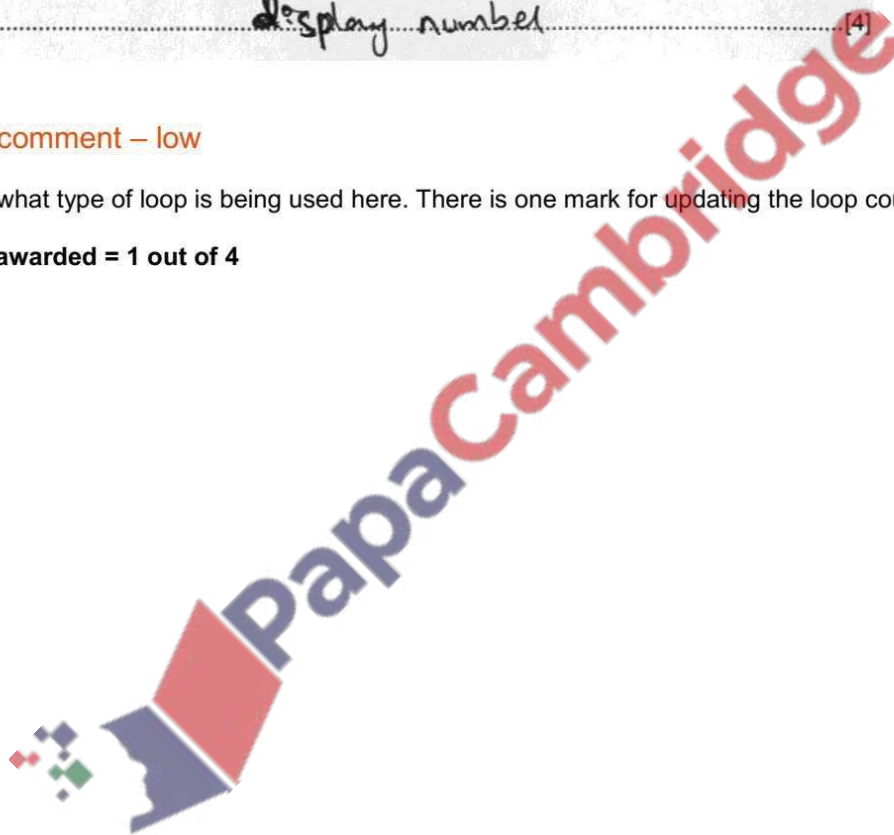 display number [4]
comment – low
what type of loop is being used here. There is one mark for updating the loop cou
awarded = 1 out of 4
PapaCambridge